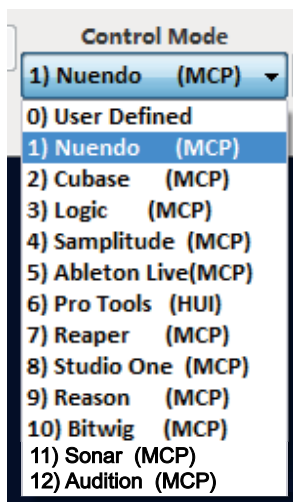 Control Mode
1) Nuendo (MCP)
0) User Defined
1) Nuendo (MCP)
2) Cubase (MCP)
3) Logic (MCP)
4) Samplitude (MCP)
5) Ableton Live(MCP)
6) Pro Tools (HUI)
7) Reaper (MCP)
8) Studio One (MCP)
9) Reason (MCP)
10) Bitwig (MCP)
11) Sonar (MCP)
12) Audition (MCP)